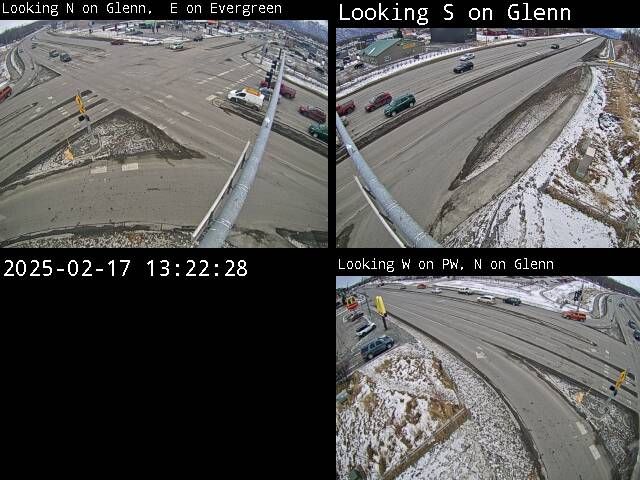 Looking N on Glenn,  E on Evergreen
Looking S on Glenn
2025-02-17 13:22:28
Looking W on PW, N on Glenn